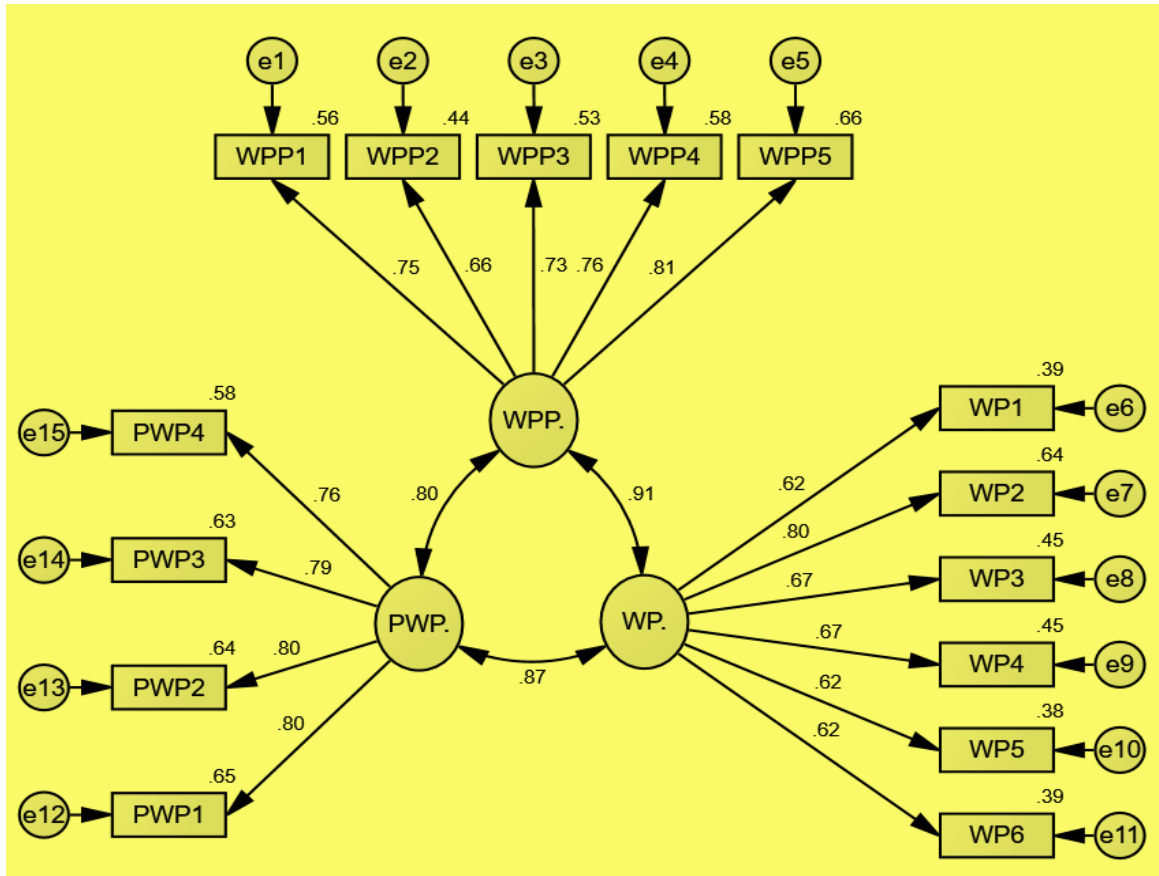 e1 e2 e3 e4 e5
.56 .44 .53 .58 .66
WPP1 WPP2 WPP3 WPP4 WPP5
.75 .66 .73 .76 .81
WPP.
.80 .91
PWP. WP.
.87
.58
e15 PWP4
.76
.63
e14 PWP3
.79
.64
e13 PWP2
.80
.65
e12 PWP1
.80
.39
WP1 e6
.62
.64
WP2 e7
.80
.45
WP3 e8
.67
.45
WP4 e9
.67
.38
WP5 e10
.62
.39
WP6 e11
.62